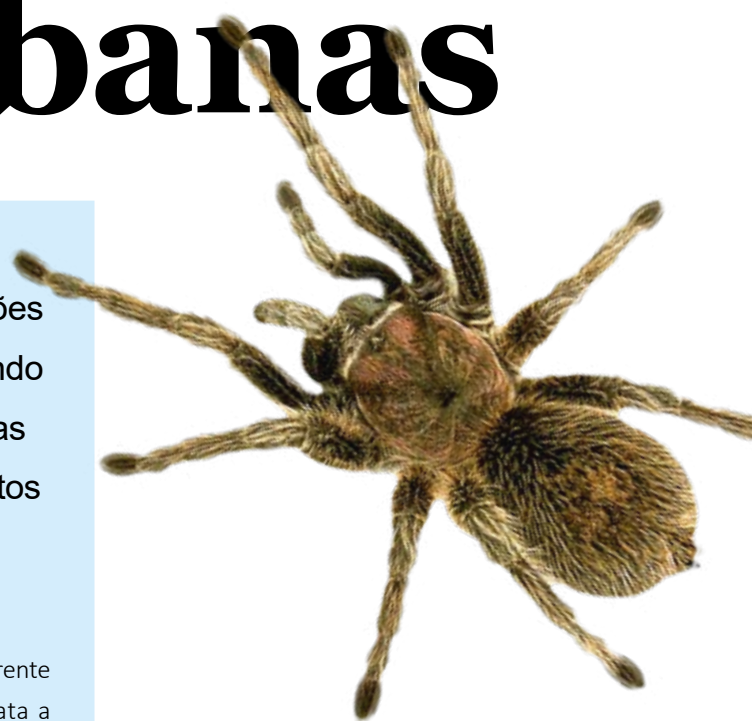 banas
ões
ndo
as
tos
rente
ata a